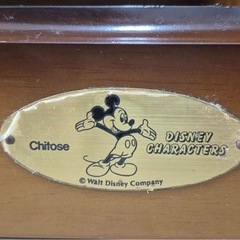 Chitose
DISNEY
CHARACTERS
© Walt Disney Company